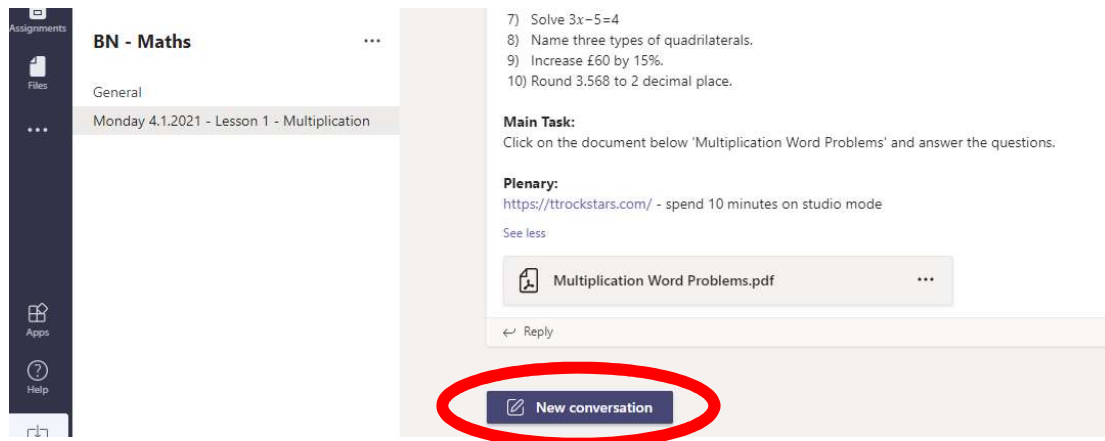 Assignments
Files
Apps
Help
BN - Maths
General
Monday 4.1.2021 - Lesson 1 - Multiplication
7) Solve 3x−5=4
8) Name three types of quadrilaterals.
9) Increase £60 by 15%.
10) Round 3.568 to 2 decimal place.
Main Task:
Click on the document below 'Multiplication Word Problems' and answer the questions.
Plenary:
https://ttrockstars.com/ - spend 10 minutes on studio mode
See less
Multiplication Word Problems.pdf
Reply
New conversation